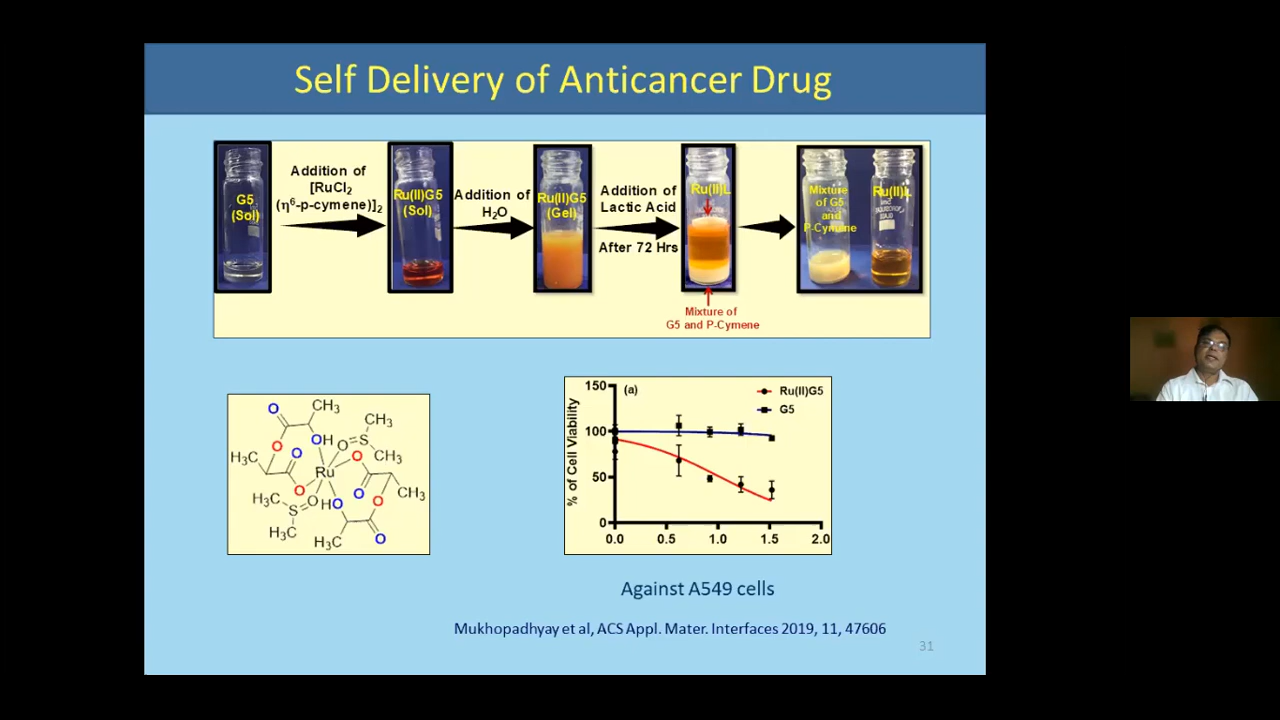 Self Delivery of Anticancer Drug
G5
(Sol)
Addition of
[RuCl2
(η6-p-cymene)]2
Ru(II)G5
(Sol)
Addition of
H2O
Ru(II)G5
(Gel)
Addition of
Lactic Acid
After 72 Hrs
Ru(II)L
Mixture of
G5 and P-Cymene
Mixture
of G5
and
P-Cymene
Ru(II)L
O
CH3
O
OH
O
S
CH3
CH3
H3C
O
O
O
Ru
O
O
CH3
H3C
S
O
HO
O
H3C
H3C
O
(a)
Ru(II)G5
G5
% of Cell Viability
150
100
50
0
0.0 0.5 1.0 1.5 2.0
Against A549 cells
Mukhopadhyay et al, ACS Appl. Mater. Interfaces 2019, 11, 47606
31